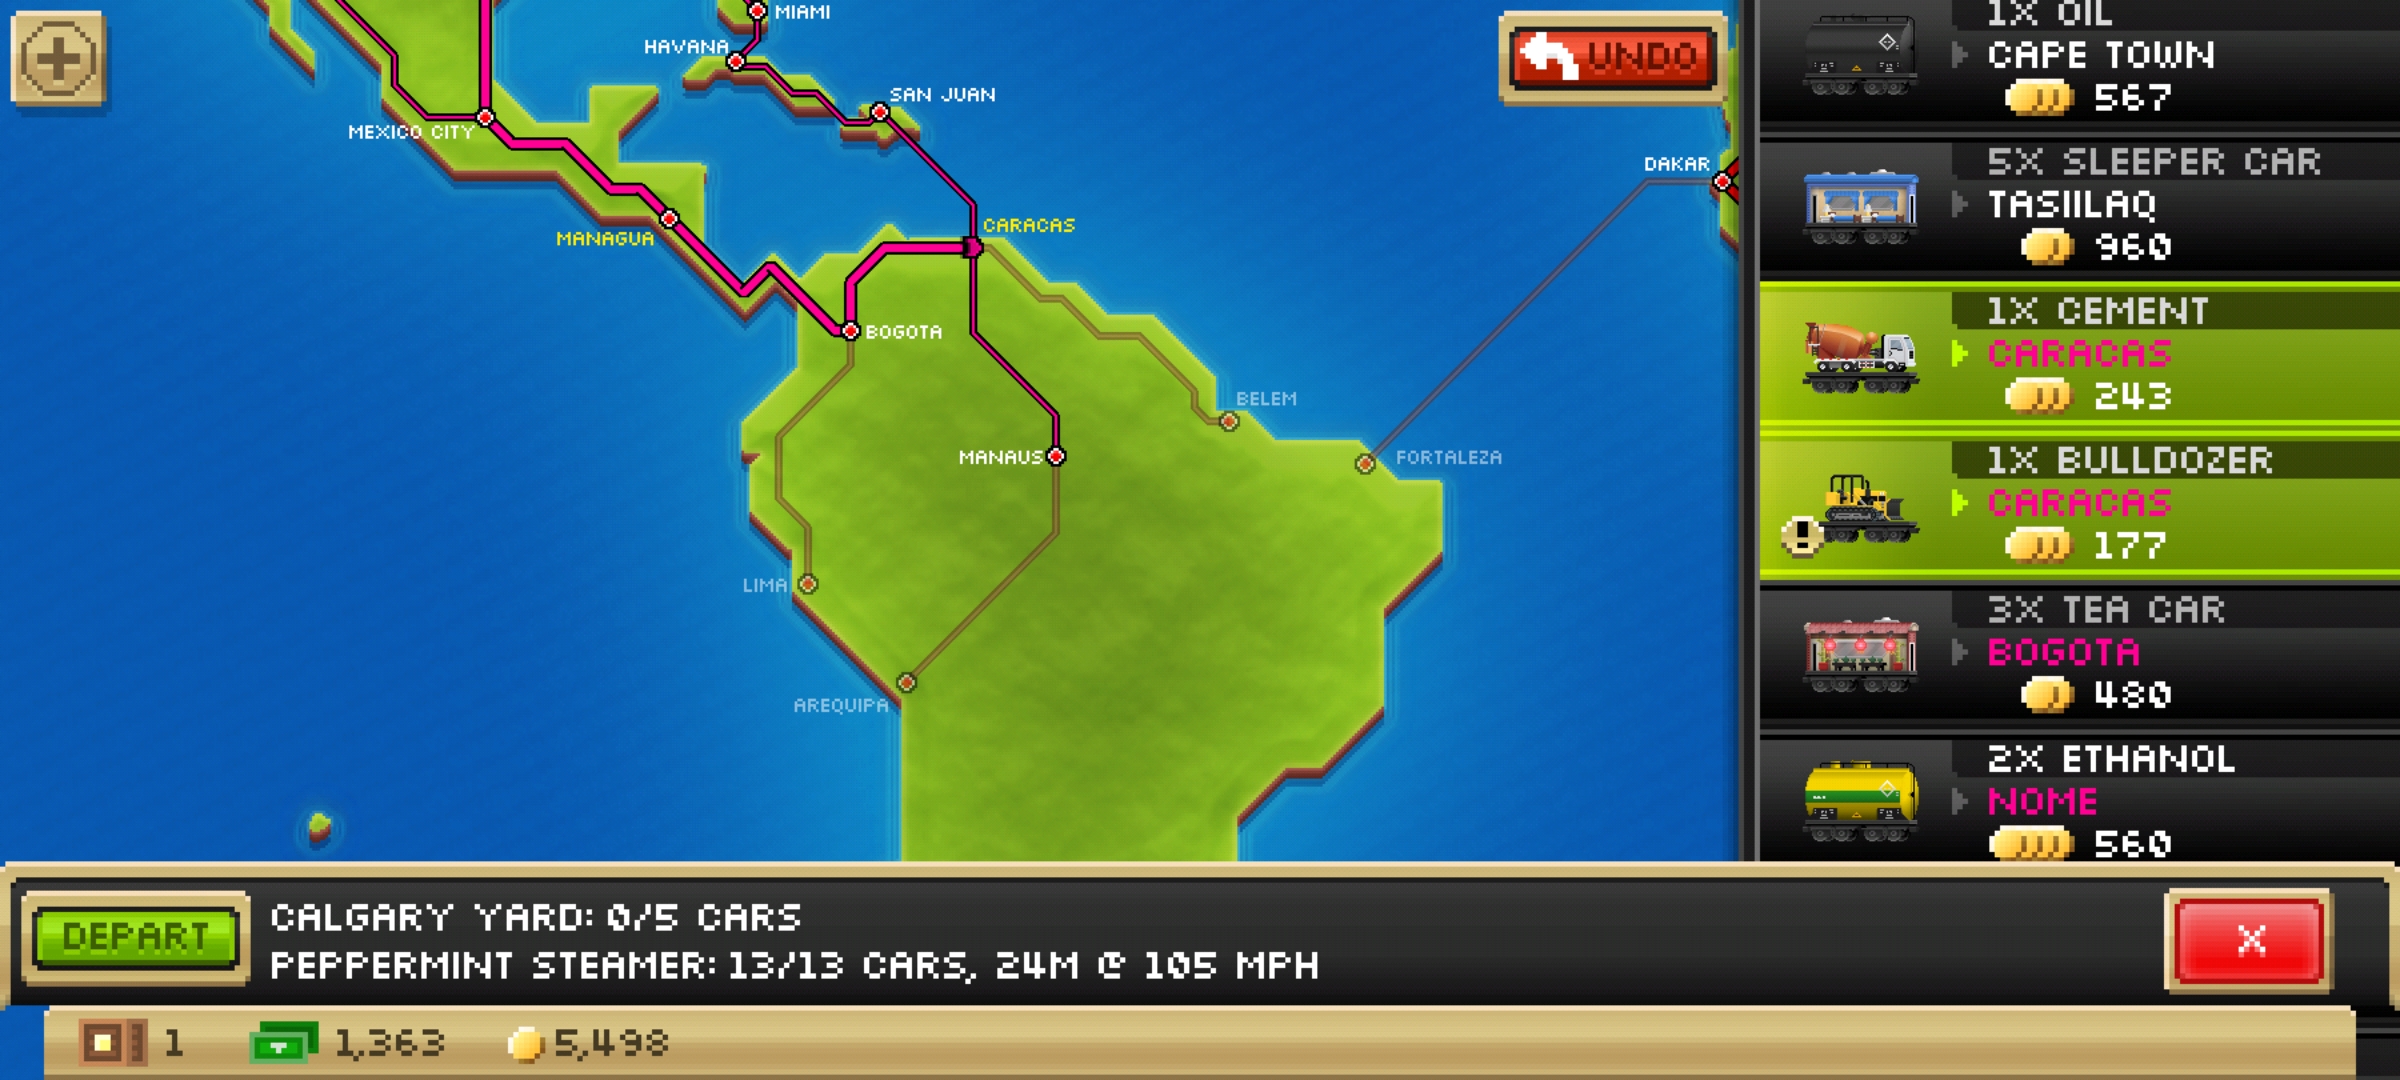 MIAMI
HAVANA
SAN JUAN
MEXICO CITY
DAKAR
CARACAS
MANAGUA
BOGOTA
BELEM
MANAUS
FORTALEZA
LIMA
AREQUIPA
UNDO
1X OIL
CAPE TOWN
567
5X SLEEPER CAR
TASIILAQ
960
1X CEMENT
CARACAS
243
1X BULLDOZER
CARACAS
177
3X TEA CAR
BOGOTA
480
2X ETHANOL
NOME
560
DEPART
CALGARY YARD: 0/5 CARS
PEPPERMINT STEAMER: 13/13 CARS, 24M @ 105 MPH
X
1
1,363
5,498